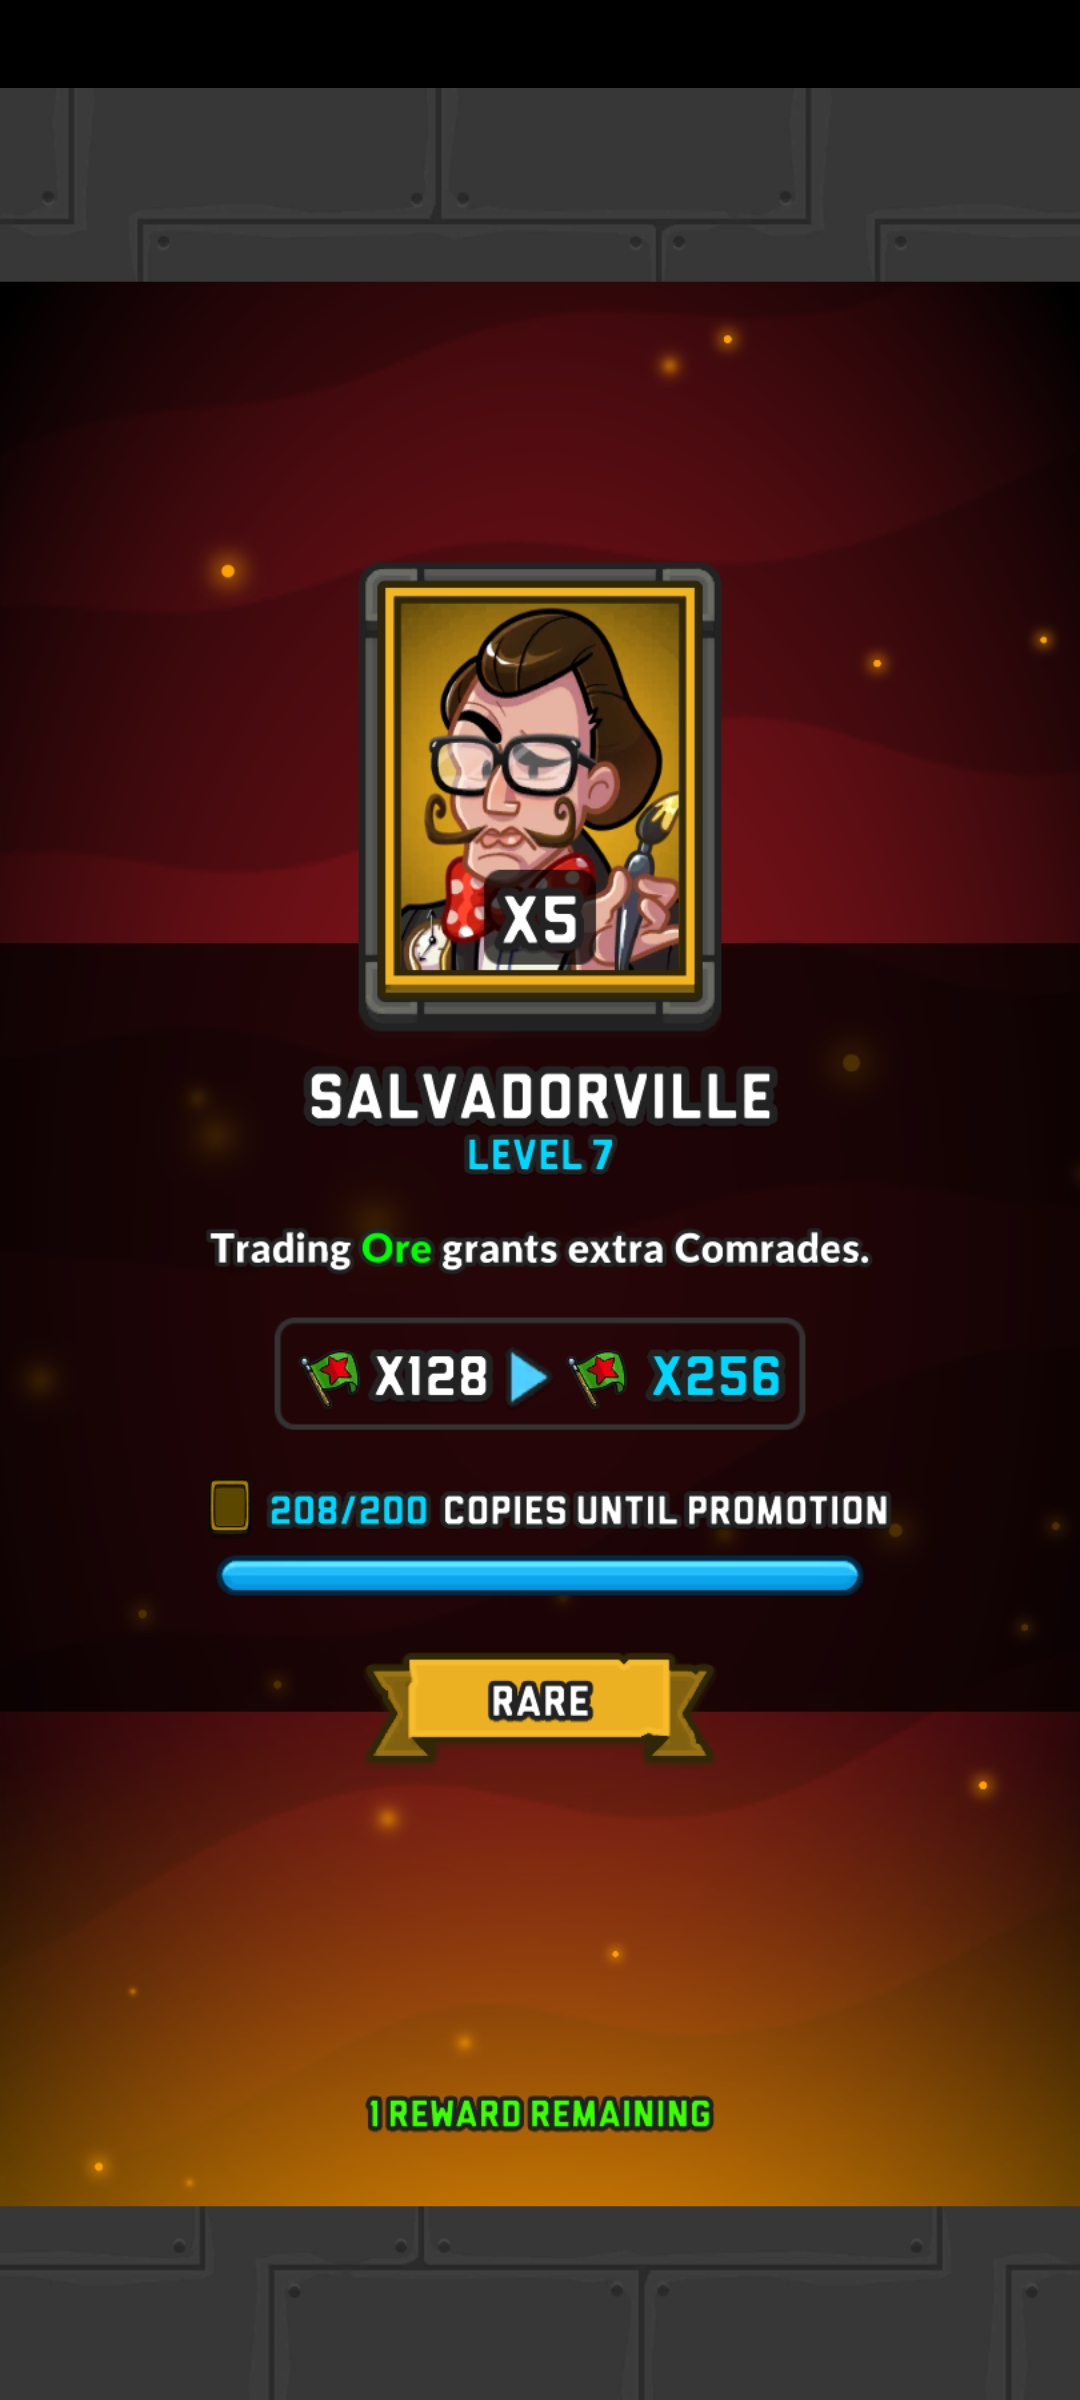 X5
SALVADORVILLE
LEVEL 7
Trading Ore grants extra Comrades.
X128 X256
208/200 COPIES UNTIL PROMOTION
RARE
1 REWARD REMAINING